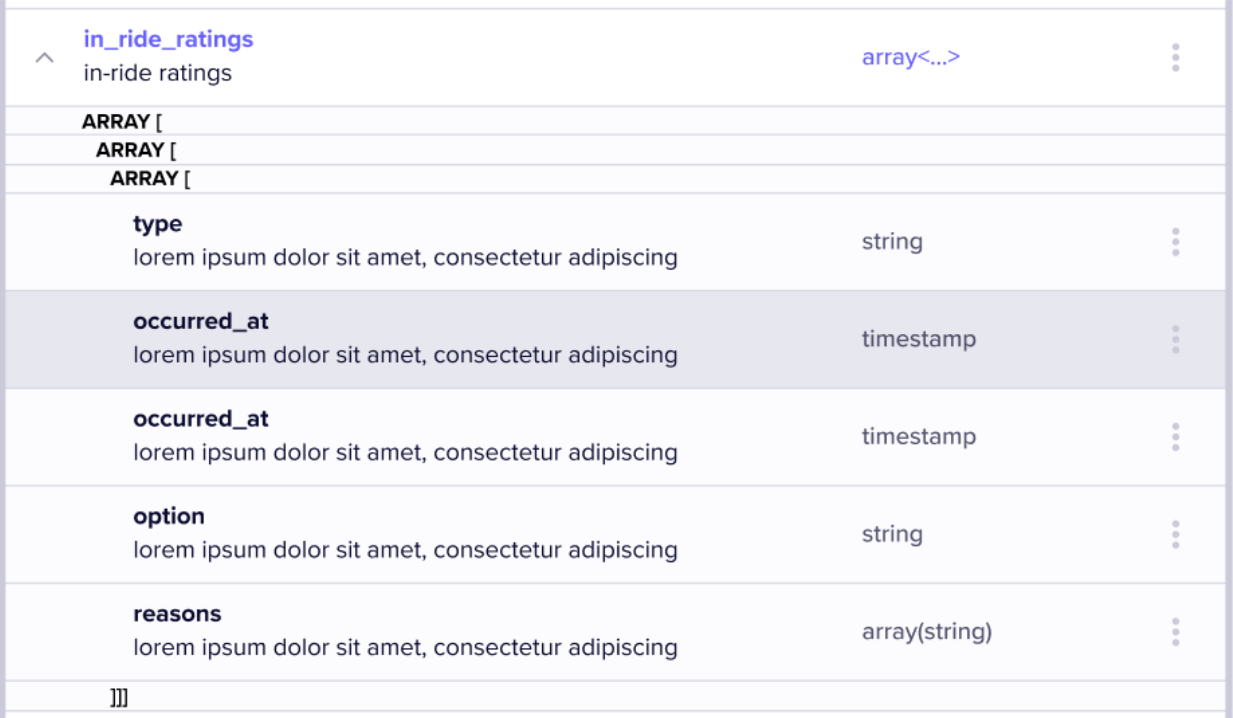 in_ride_ratings
in-ride ratings
array<...>
ARRAY [
ARRAY [
ARRAY [
type
lorem ipsum dolor sit amet, consectetur adipiscing
string
occurred_at
lorem ipsum dolor sit amet, consectetur adipiscing
timestamp
occurred_at
lorem ipsum dolor sit amet, consectetur adipiscing
timestamp
option
lorem ipsum dolor sit amet, consectetur adipiscing
string
reasons
lorem ipsum dolor sit amet, consectetur adipiscing
array(string)
]]]